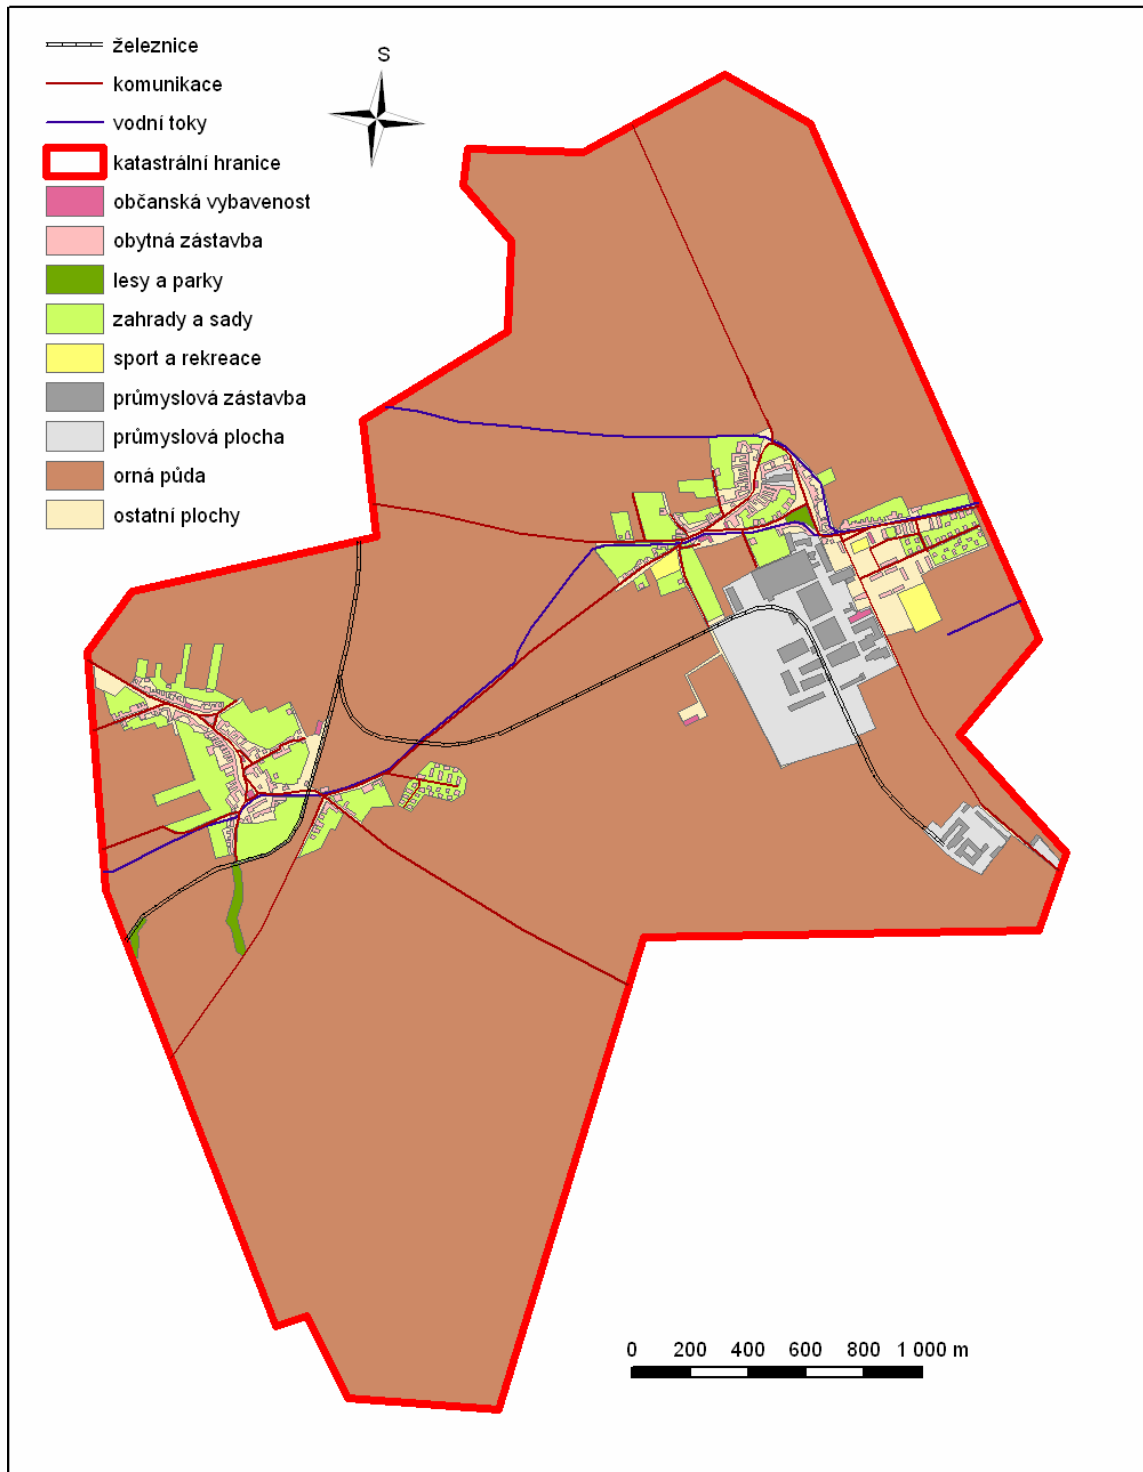 železnice
S
komunikace
vodní toky
katastrální hranice
občanská vybavenost
obytná zástavba
lesy a parky
zahrady a sady
sport a rekreace
průmyslová zástavba
průmyslová plocha
orná půda
ostatní plochy
0 200 400 600 800 1 000 m